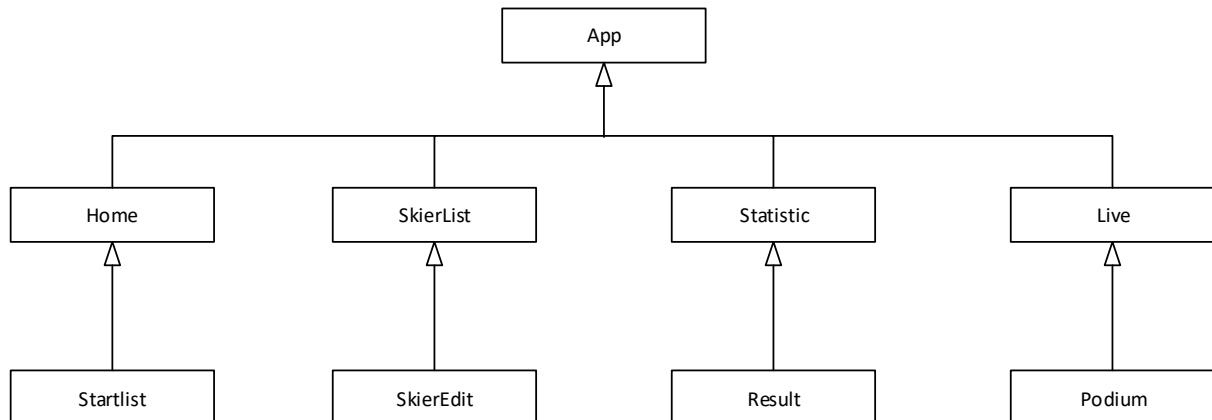 App
Home
SkierList
Statistic
Live
Startlist
SkierEdit
Result
Podium